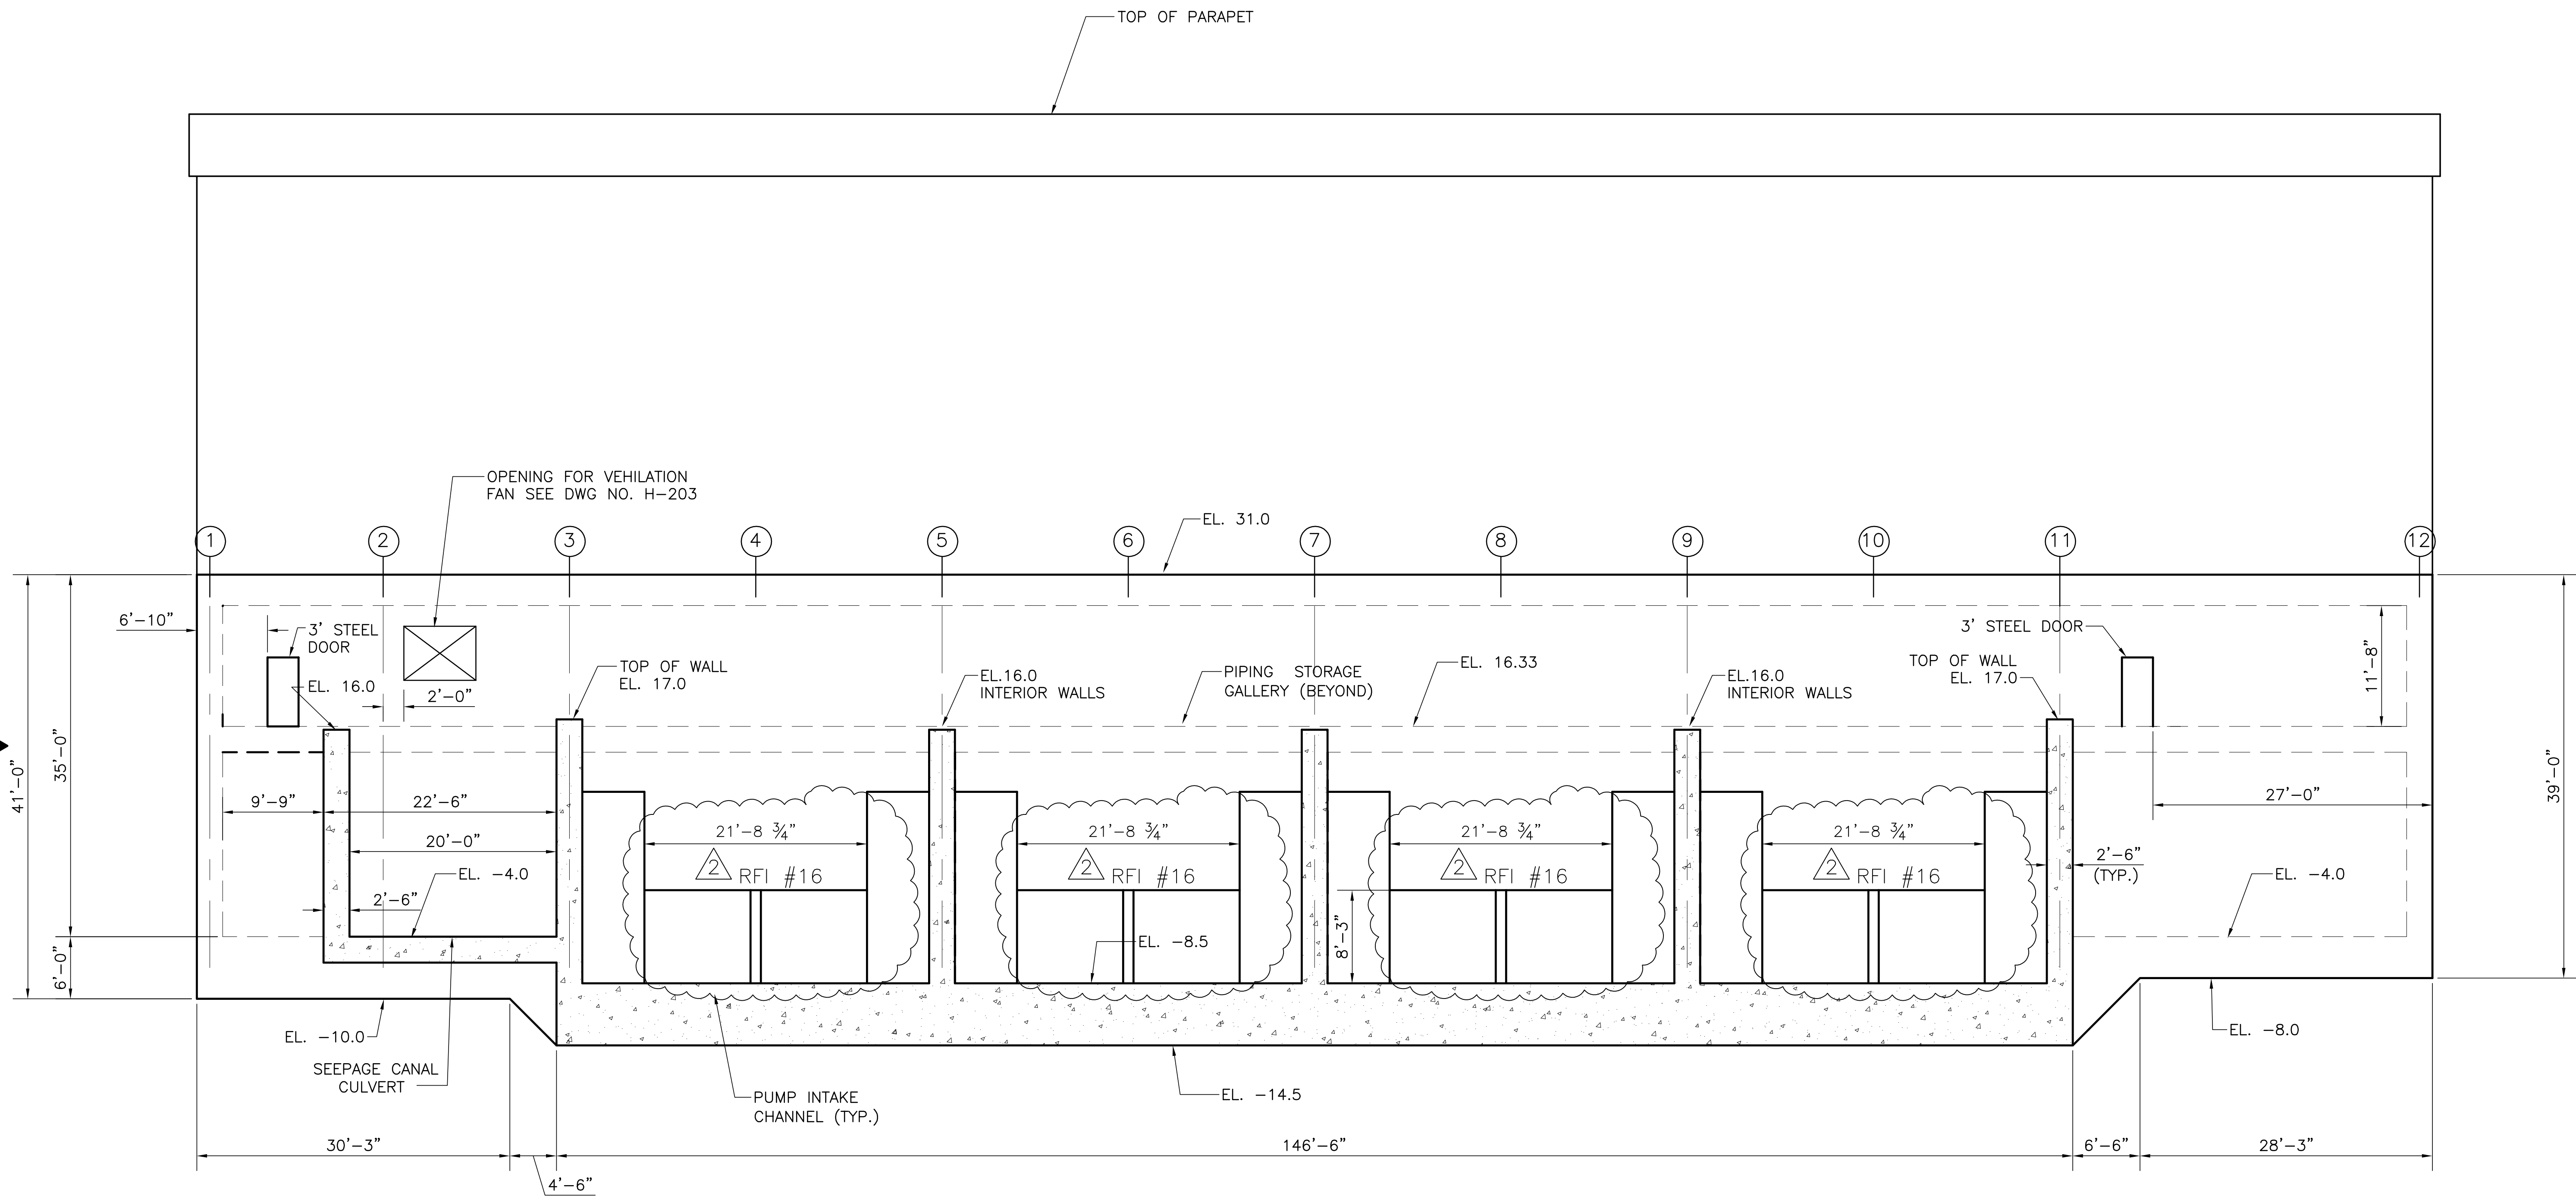 TOP OF PARAPET
OPENING FOR VEHILATION
FAN SEE DWG NO. H-203
EL. 31.0
1
2
3
4
5
6
7
8
9
10
11
12
6'-10"
3' STEEL
DOOR
EL. 16.0
2'-0"
TOP OF WALL
EL. 17.0
EL.16.0
INTERIOR WALLS
PIPING STORAGE
GALLERY (BEYOND)
EL. 16.33
EL.16.0
INTERIOR WALLS
3' STEEL DOOR
TOP OF WALL
EL. 17.0
11'-8"
41'-0"
35'-0"
39'-0"
9'-9"
22'-6"
20'-0"
EL. -4.0
2'-6"
21'-8 ¾"
2 RFI #16
21'-8 ¾"
2 RFI #16
21'-8 ¾"
2 RFI #16
21'-8 ¾"
2 RFI #16
27'-0"
2'-6"
(TYP.)
EL. -4.0
6'-0"
EL. -8.5
8'-3"
EL. -10.0
SEEPAGE CANAL
CULVERT
PUMP INTAKE
CHANNEL (TYP.)
EL. -14.5
EL. -8.0
30'-3"
4'-6"
146'-6"
6'-6"
28'-3"